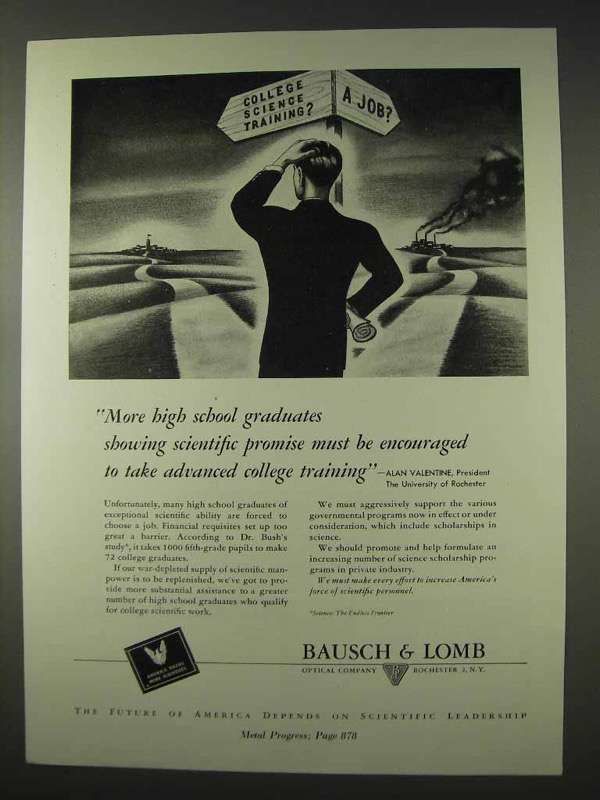 COLLEGE
SCIENCE
TRAINING?
A JOB?
"More high school graduates
showing scientific promise must be encouraged
to take advanced college training"—ALAN VALENTINE, President
The University of Rochester
Unfortunately, many high school graduates of
exceptional scientific ability are forced to
choose a job. Financial requisites set up too
great a barrier. According to Dr. Bush's
study*, it takes 1000 fifth-grade pupils to make
72 college graduates.
If our war-depleted supply of scientific man-
power is to be replenished, we've got to pro-
vide more substantial assistance to a greater
number of high school graduates who qualify
for college scientific work.
We must aggressively support the various
governmental programs now in effect or under
consideration, which include scholarships in
science.
We should promote and help formulate an
increasing number of science scholarship pro-
grams in private industry.
We must make every effort to increase America's
force of scientific personnel.
*Science: The Endless Frontier
AMERICA NEEDS
MORE SCIENTISTS
BAUSCH & LOMB
OPTICAL COMPANY ROCHESTER 2, N.Y.
THE FUTURE OF AMERICA DEPENDS ON SCIENTIFIC LEADERSHIP
Metal Progress; Page 878